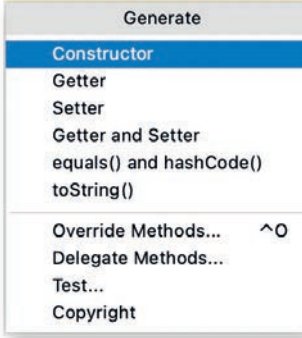 Generate
Constructor
Getter
Setter
Getter and Setter
equals() and hashCode()
toString()
Override Methods... ^O
Delegate Methods...
Test...
Copyright